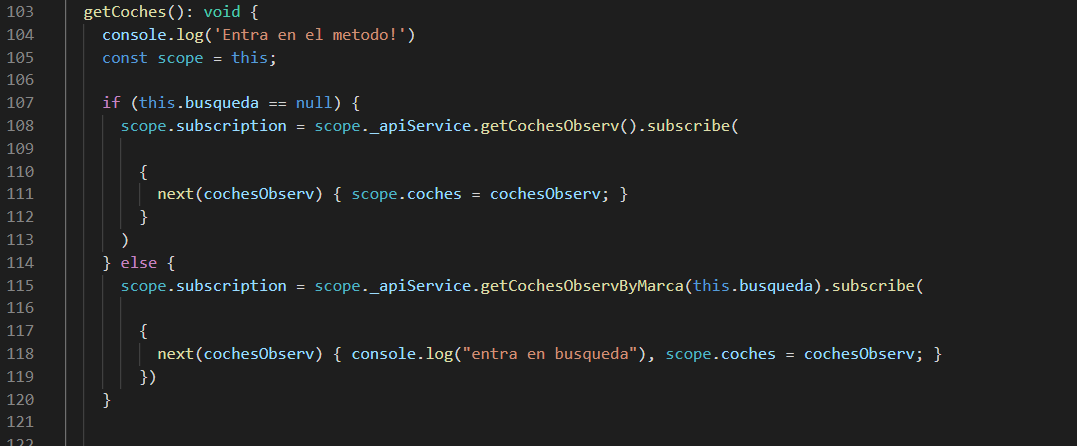 103 getCoches(): void {
104 console.log('Entra en el metodo!')
105 const scope = this;
106
107 if (this.busqueda == null) {
108 scope.subscription = scope._apiService.getCochesObserv().subscribe(
109
110 {
111 next(cochesObserv) { scope.coches = cochesObserv; }
112 }
113 )
114 } else {
115 scope.subscription = scope._apiService.getCochesObservByMarca(this.busqueda).subscribe(
116
117 {
118 next(cochesObserv) { console.log("entra en busqueda"), scope.coches = cochesObserv; }
119 })
120 }
121
122